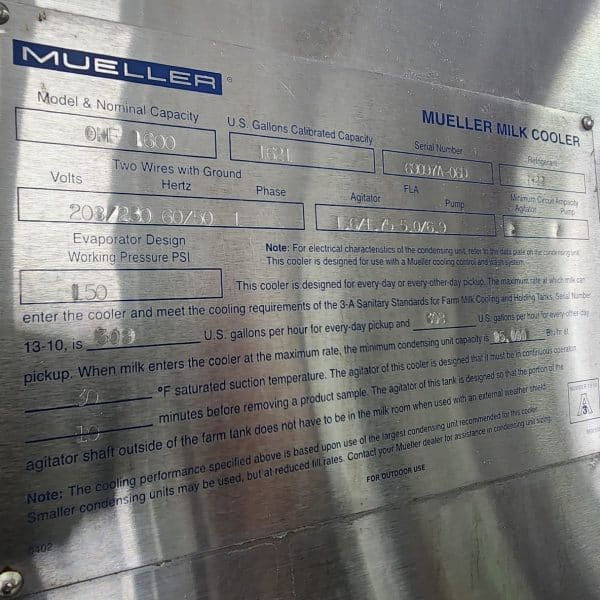 MUELLER ®
MUELLER MILK COOLER
Model & Nominal Capacity
U.S. Gallons Calibrated Capacity
Serial Number
Refrigerant
OHF 1600
Two Wires with Ground
Volts Hertz Phase
FLA
Agitator Pump
Minimum Circuit Ampacity
Agitator Pump
208/230 60/50 1
Evaporator Design
Working Pressure PSI
150
Note: For electrical characteristics of the condensing unit, refer to the data plate on the condensing unit.
This cooler is designed for use with a Mueller cooling control and wash system.
This cooler is designed for every-day or every-other-day pickup. The maximum rate at which milk can
enter the cooler and meet the cooling requirements of the 3-A Sanitary Standards for Farm Milk Cooling and Holding Tanks, Serial Number
13-10, is U.S. gallons per hour for every-day pickup and U.S. gallons per hour for every-other-day
pickup. When milk enters the cooler at the maximum rate, the minimum condensing unit capacity is Btu/hr at
°F saturated suction temperature. The agitator of this cooler is designed that it must be in continuous operation
10 minutes before removing a product sample. The agitator of this tank is designed so that the portion of the
agitator shaft outside of the farm tank does not have to be in the milk room when used with an external weather shield.
Note: The cooling performance specified above is based upon use of the largest condensing unit recommended for this cooler.
Smaller condensing units may be used, but at reduced fill rates. Contact your Mueller dealer for assistance in condensing unit sizing.
FOR OUTDOOR USE